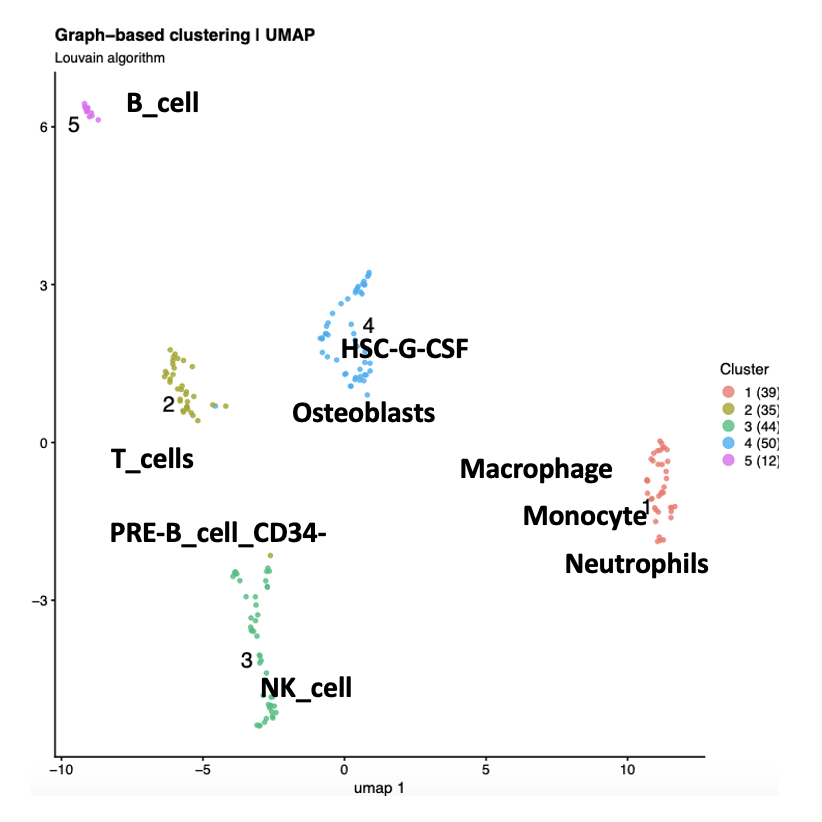 Graph-based clustering | UMAP
Louvain algorithm
B_cell
5
6
3
4
HSC-G-CSF
Osteoblasts
2
T_cells
0
Macrophage
1
Monocyte
Neutrophils
PRE-B_cell_CD34-
-3
3
NK_cell
-10
-5
0
5
10
umap 1
Cluster
1 (39)
2 (35)
3 (44)
4 (50)
5 (12)